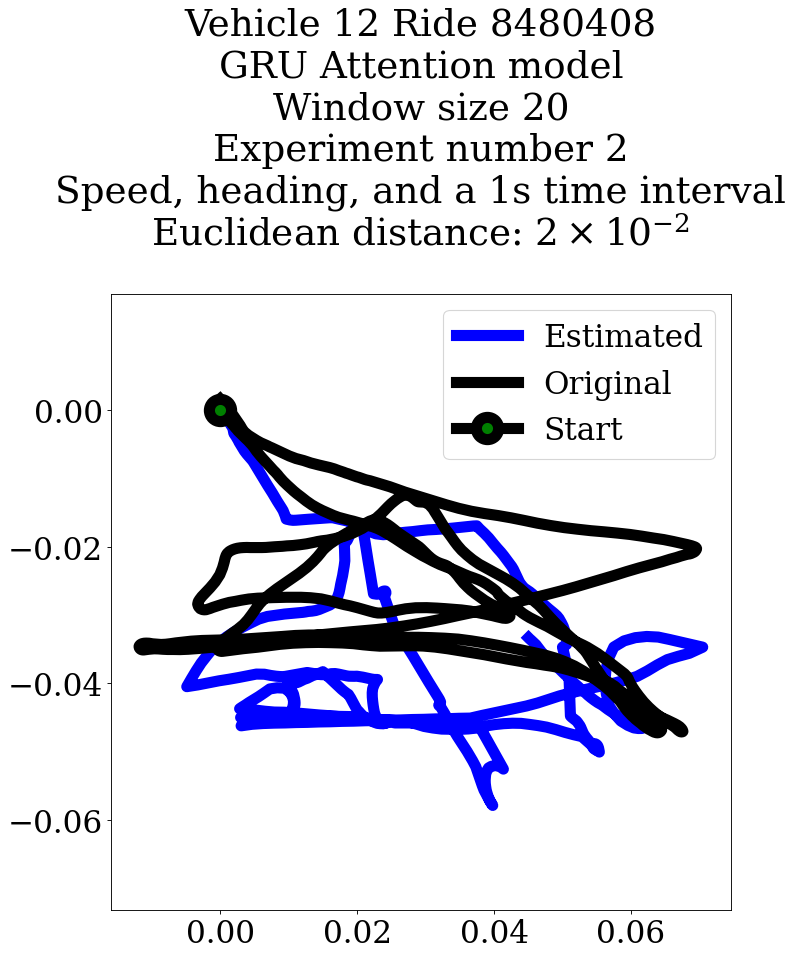 Vehicle 12 Ride 8480408
GRU Attention model
Window size 20
Experiment number 2
Speed, heading, and a 1s time interval
Euclidean distance: 2 × 10⁻²
Estimated
Original
Start
0.00
−0.02
−0.04
−0.06
0.00 0.02 0.04 0.06